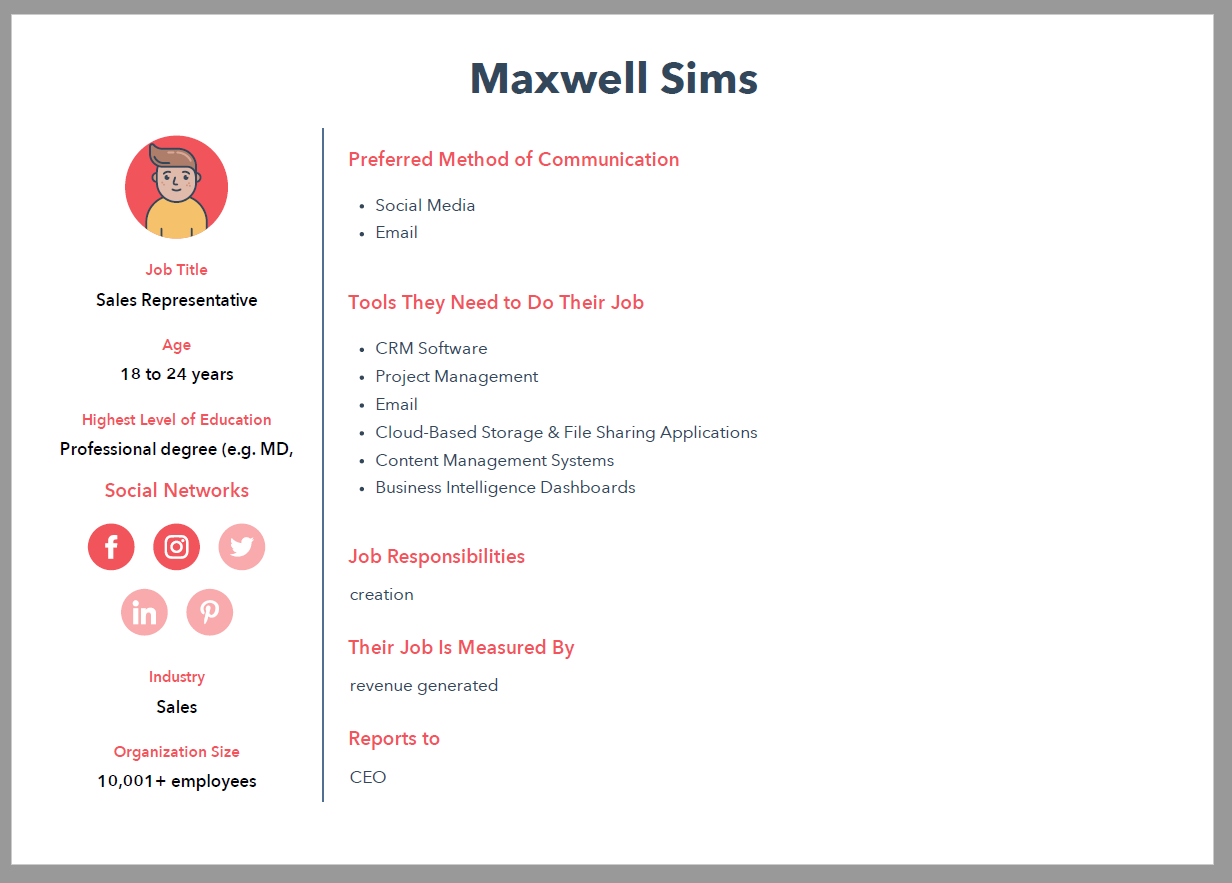 Maxwell Sims
Job Title
Sales Representative
Age
18 to 24 years
Highest Level of Education
Professional degree (e.g. MD,
Social Networks
f
in
Industry
Sales
Organization Size
10,001+ employees
Preferred Method of Communication
• Social Media
• Email
Tools They Need to Do Their Job
• CRM Software
• Project Management
• Email
• Cloud-Based Storage & File Sharing Applications
• Content Management Systems
• Business Intelligence Dashboards
Job Responsibilities
creation
Their Job Is Measured By
revenue generated
Reports to
CEO